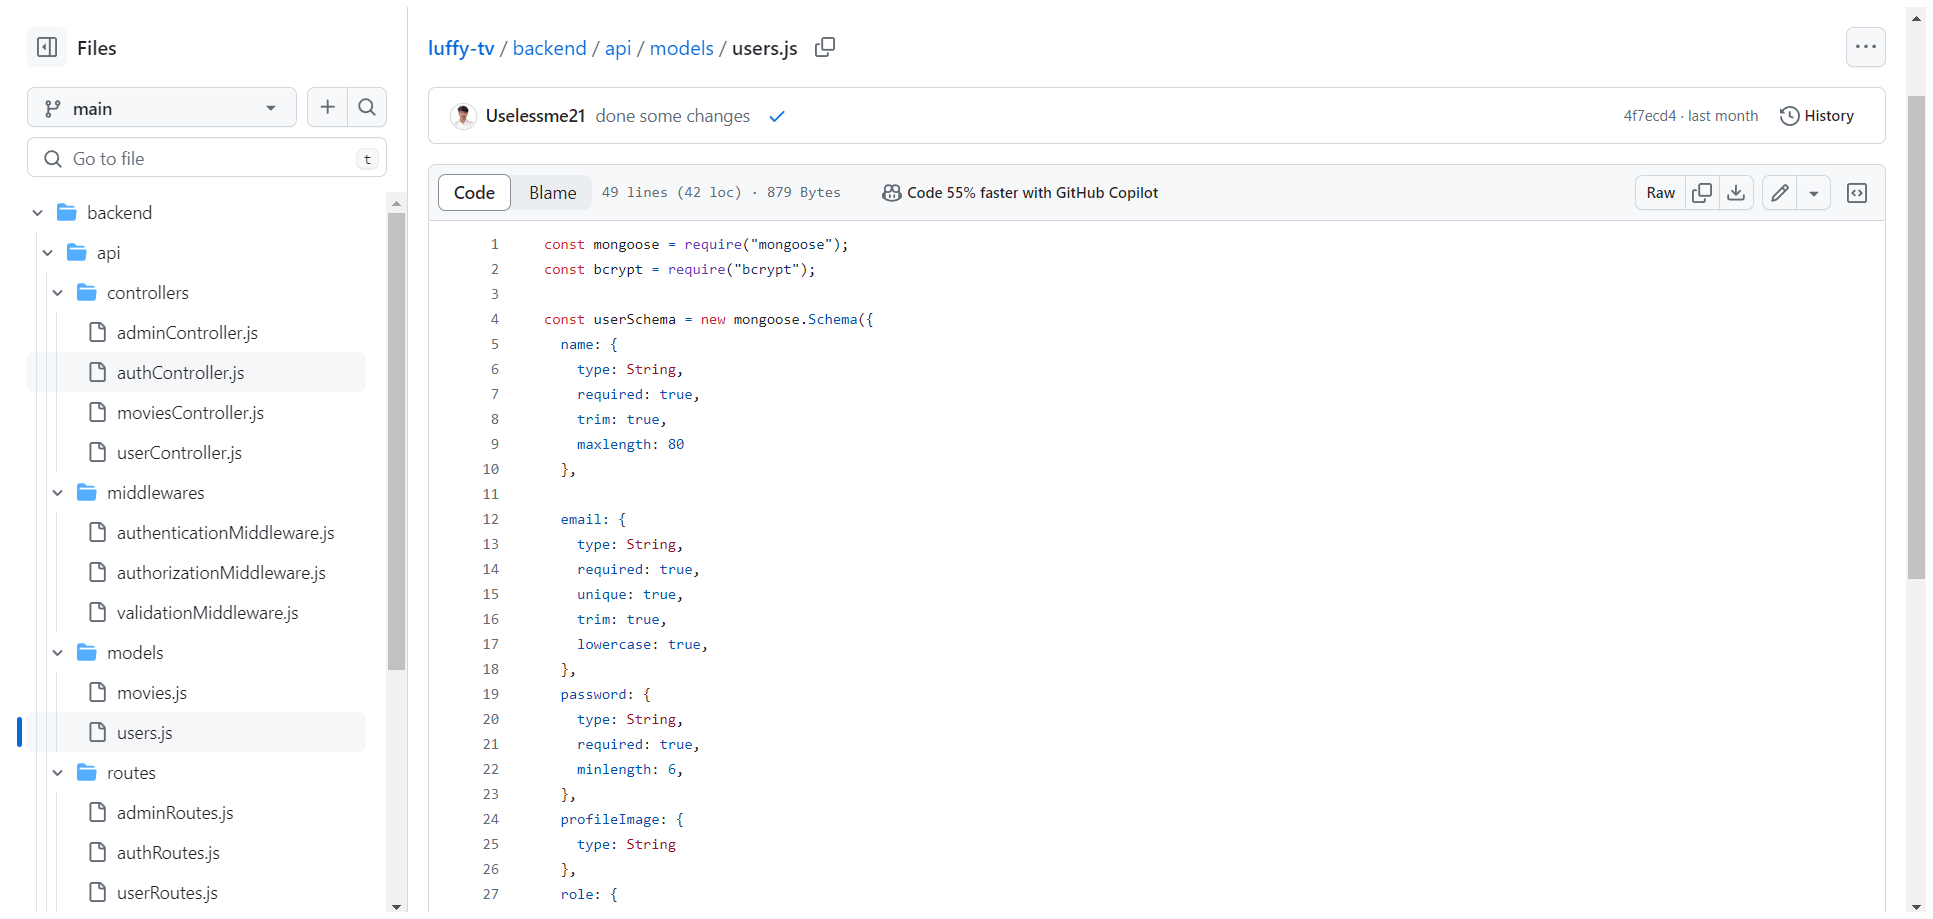 Files
main
Go to file
t
backend
api
controllers
adminController.js
authController.js
moviesController.js
userController.js
middlewares
authenticationMiddleware.js
authorizationMiddleware.js
validationMiddleware.js
models
movies.js
users.js
routes
adminRoutes.js
authRoutes.js
userRoutes.js
luffy-tv / backend / api / models / users.js
Uselessme21 done some changes
4f7ecd4 · last month
History
Code Blame 49 lines (42 loc) · 879 Bytes
Code 55% faster with GitHub Copilot
Raw
1 const mongoose = require("mongoose");
2 const bcrypt = require("bcrypt");
3
4 const userSchema = new mongoose.Schema({
5 name: {
6 type: String,
7 required: true,
8 trim: true,
9 maxlength: 80
10 },
11
12 email: {
13 type: String,
14 required: true,
15 unique: true,
16 trim: true,
17 lowercase: true,
18 },
19 password: {
20 type: String,
21 required: true,
22 minlength: 6,
23 },
24 profileImage: {
25 type: String
26 },
27 role: {